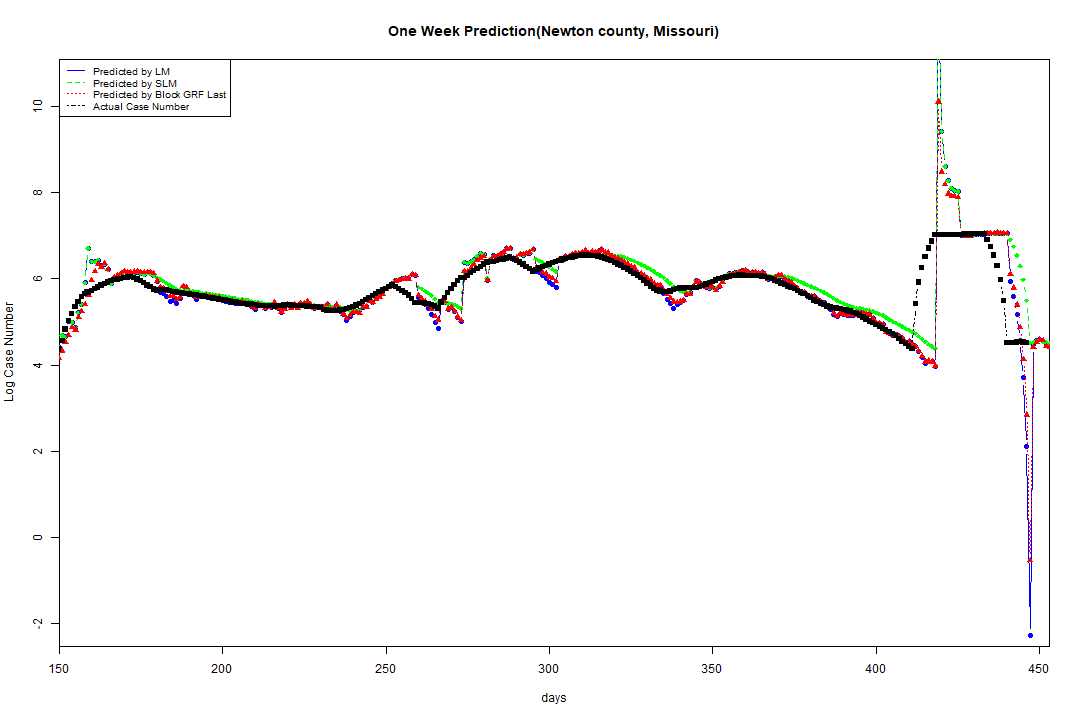 One Week Prediction(Newton county, Missouri)
Predicted by LM
Predicted by SLM
Predicted by Block GRF Last
Actual Case Number
10
8
6
4
2
0
-2
Log Case Number
150 200 250 300 350 400 450
days